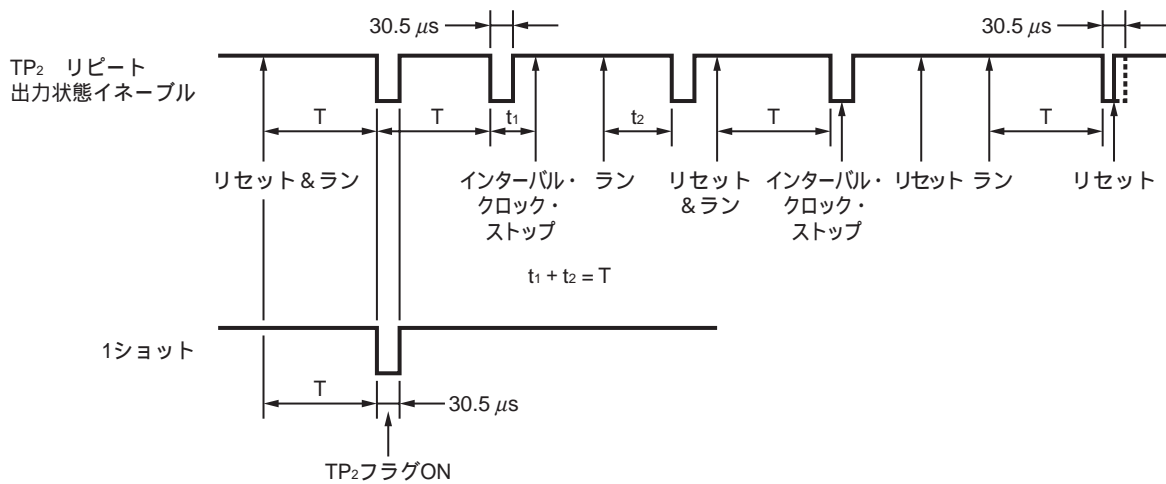 30.5 μs
30.5 μs
TP2 リピート
出力状態イネーブル
T
T
t1
t2
T
T
リセット＆ラン
インターバル・
クロック・
ストップ
ラン
リセット
＆ラン
インターバル・
クロック・
ストップ
リセット
ラン
リセット
t1 + t2 = T
1ショット
T
30.5 μs
TP2フラグON